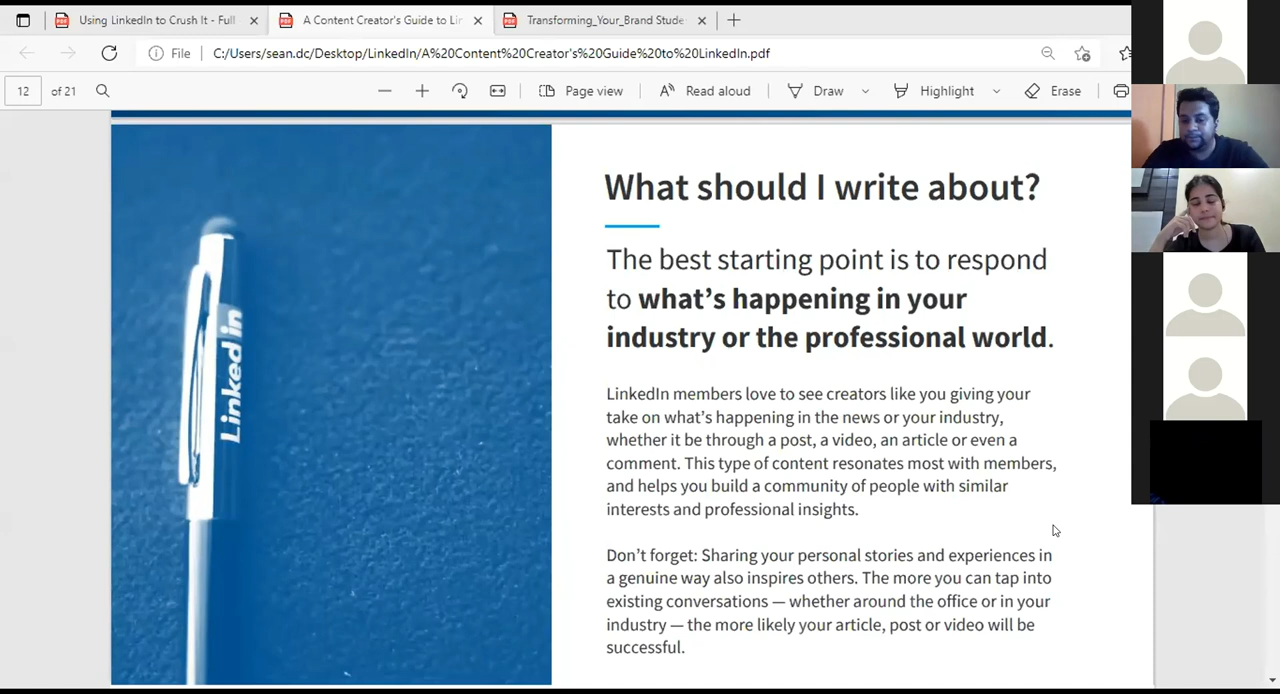 Using LinkedIn to Crush It - Full
A Content Creator's Guide to Lin
Transforming_Your_Brand Stude
File
C:/Users/sean.dc/Desktop/LinkedIn/A%20Content%20Creator's%20Guide%20to%20LinkedIn.pdf
12 of 21
Page view
Read aloud
Draw
Highlight
Erase
Linked in
What should I write about?
The best starting point is to respond
to what’s happening in your
industry or the professional world.
LinkedIn members love to see creators like you giving your
take on what’s happening in the news or your industry,
whether it be through a post, a video, an article or even a
comment. This type of content resonates most with members,
and helps you build a community of people with similar
interests and professional insights.
Don’t forget: Sharing your personal stories and experiences in
a genuine way also inspires others. The more you can tap into
existing conversations — whether around the office or in your
industry — the more likely your article, post or video will be
successful.